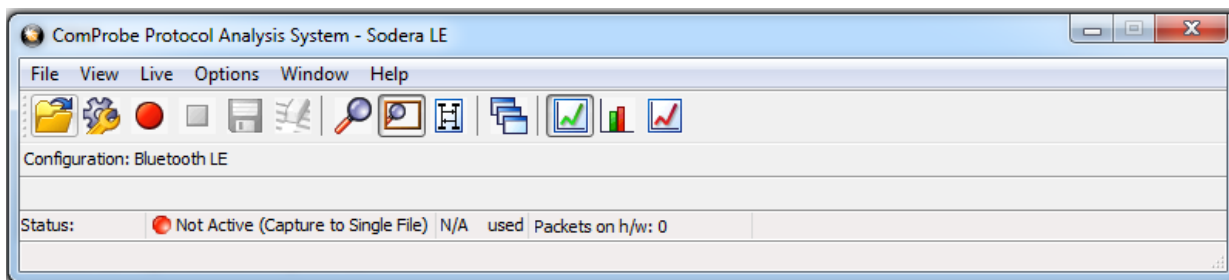 ComProbe Protocol Analysis System - Sodera LE
File View Live Options Window Help
Configuration: Bluetooth LE
Status: Not Active (Capture to Single File) N/A used Packets on h/w: 0